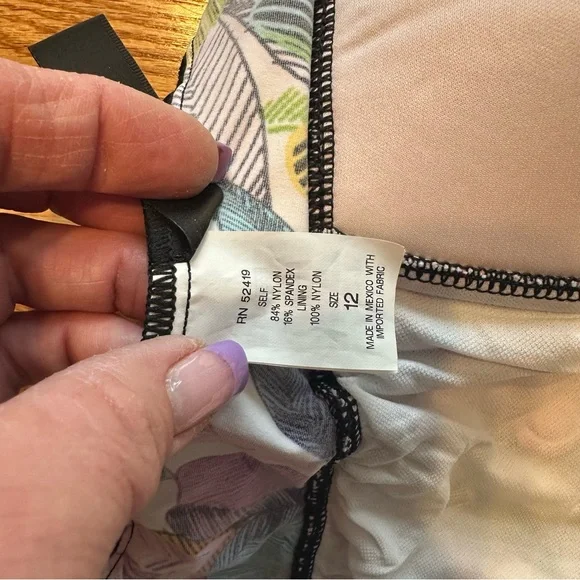 RN 52419
SELF
84% NYLON
16% SPANDEX
LINING
100% NYLON
SIZE
12
MADE IN MEXICO WITH
IMPORTED FABRIC